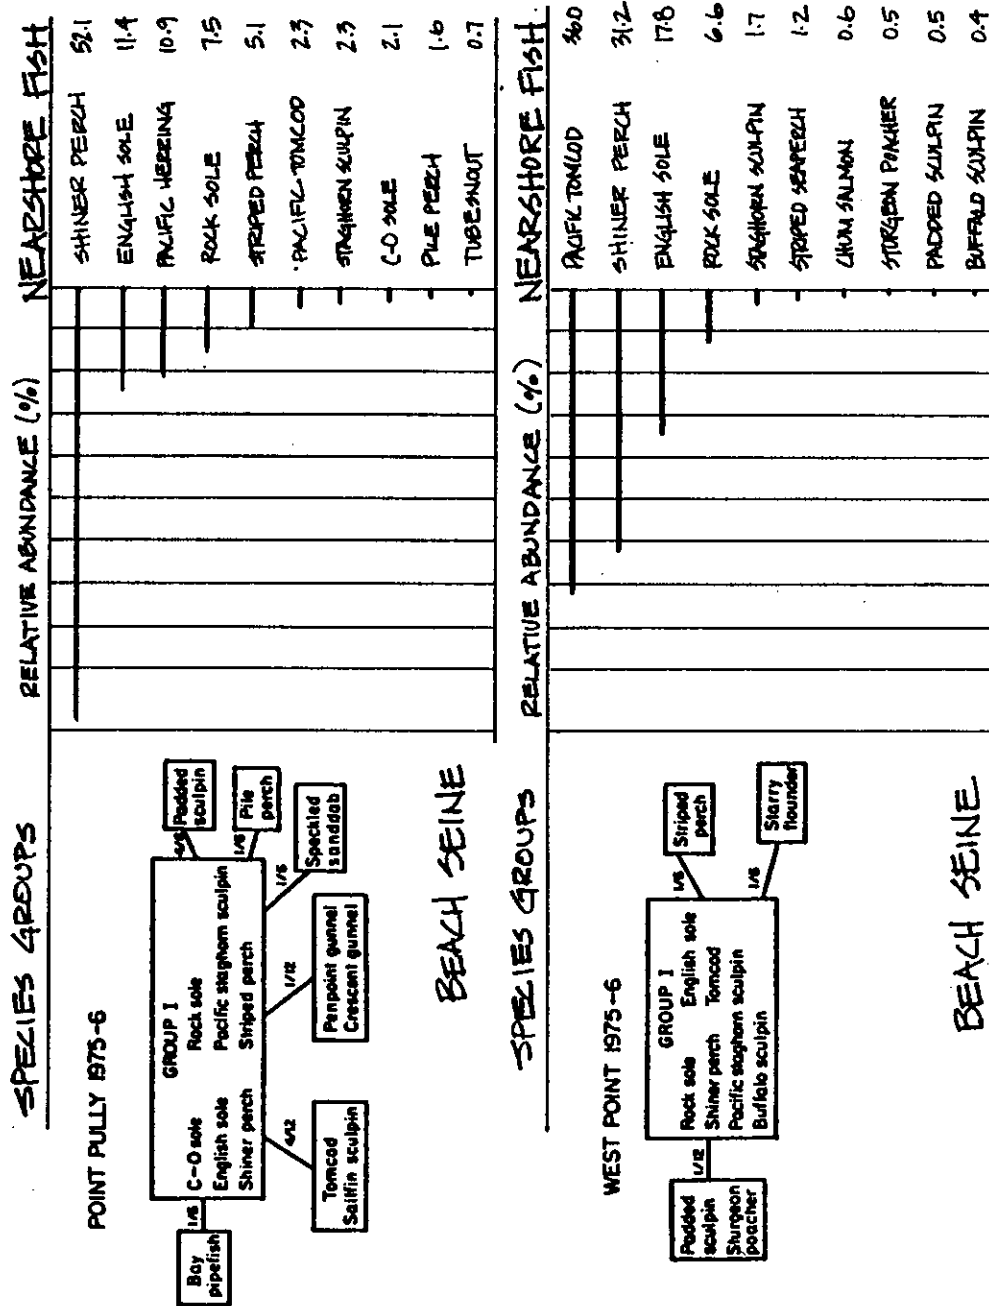 SPECIES GROUPS
RELATIVE ABUNDANCE (%)
NEARSHORE FISH
POINT PULLY 1975-6
GROUP I
C-O sole Rock sole
English sole Pacific staghorn sculpin
Shiner perch Striped perch
Bay
pipefish
1/6
Tomcod
Sailfin sculpin
4/12
Penpoint gunnel
Crescent gunnel
1/12
Speckled
sanddab
1/6
Pile
perch
1/6
Padded
sculpin
BEACH SEINE
SHINER PERCH 52.1
ENGLISH SOLE 11.4
PACIFIC HERRING 10.9
ROCK SOLE 7.5
STRIPED PERCH 5.1
PACIFIC TOMCOD 2.3
STAGHORN SCULPIN 2.3
C-O SOLE 2.1
PILE PERCH 1.6
TUBESNOUT 0.7
SPECIES GROUPS
RELATIVE ABUNDANCE (%)
NEARSHORE FISH
WEST POINT 1975-6
GROUP I
Rock sole English sole
Shiner perch Tomcod
Pacific staghorn sculpin
Buffalo sculpin
Padded
sculpin
Sturgeon
poacher
1/12
Striped
perch
1/6
Starry
flounder
1/6
BEACH SEINE
PACIFIC TOMCOD 36.0
SHINER PERCH 31.2
ENGLISH SOLE 17.8
ROCK SOLE 6.6
STAGHORN SCULPIN 1.7
STRIPED SEAPERCH 1.2
CHUM SALMON 0.6
STURGEON POACHER 0.5
PADDED SCULPIN 0.5
BUFFALO SCULPIN 0.4